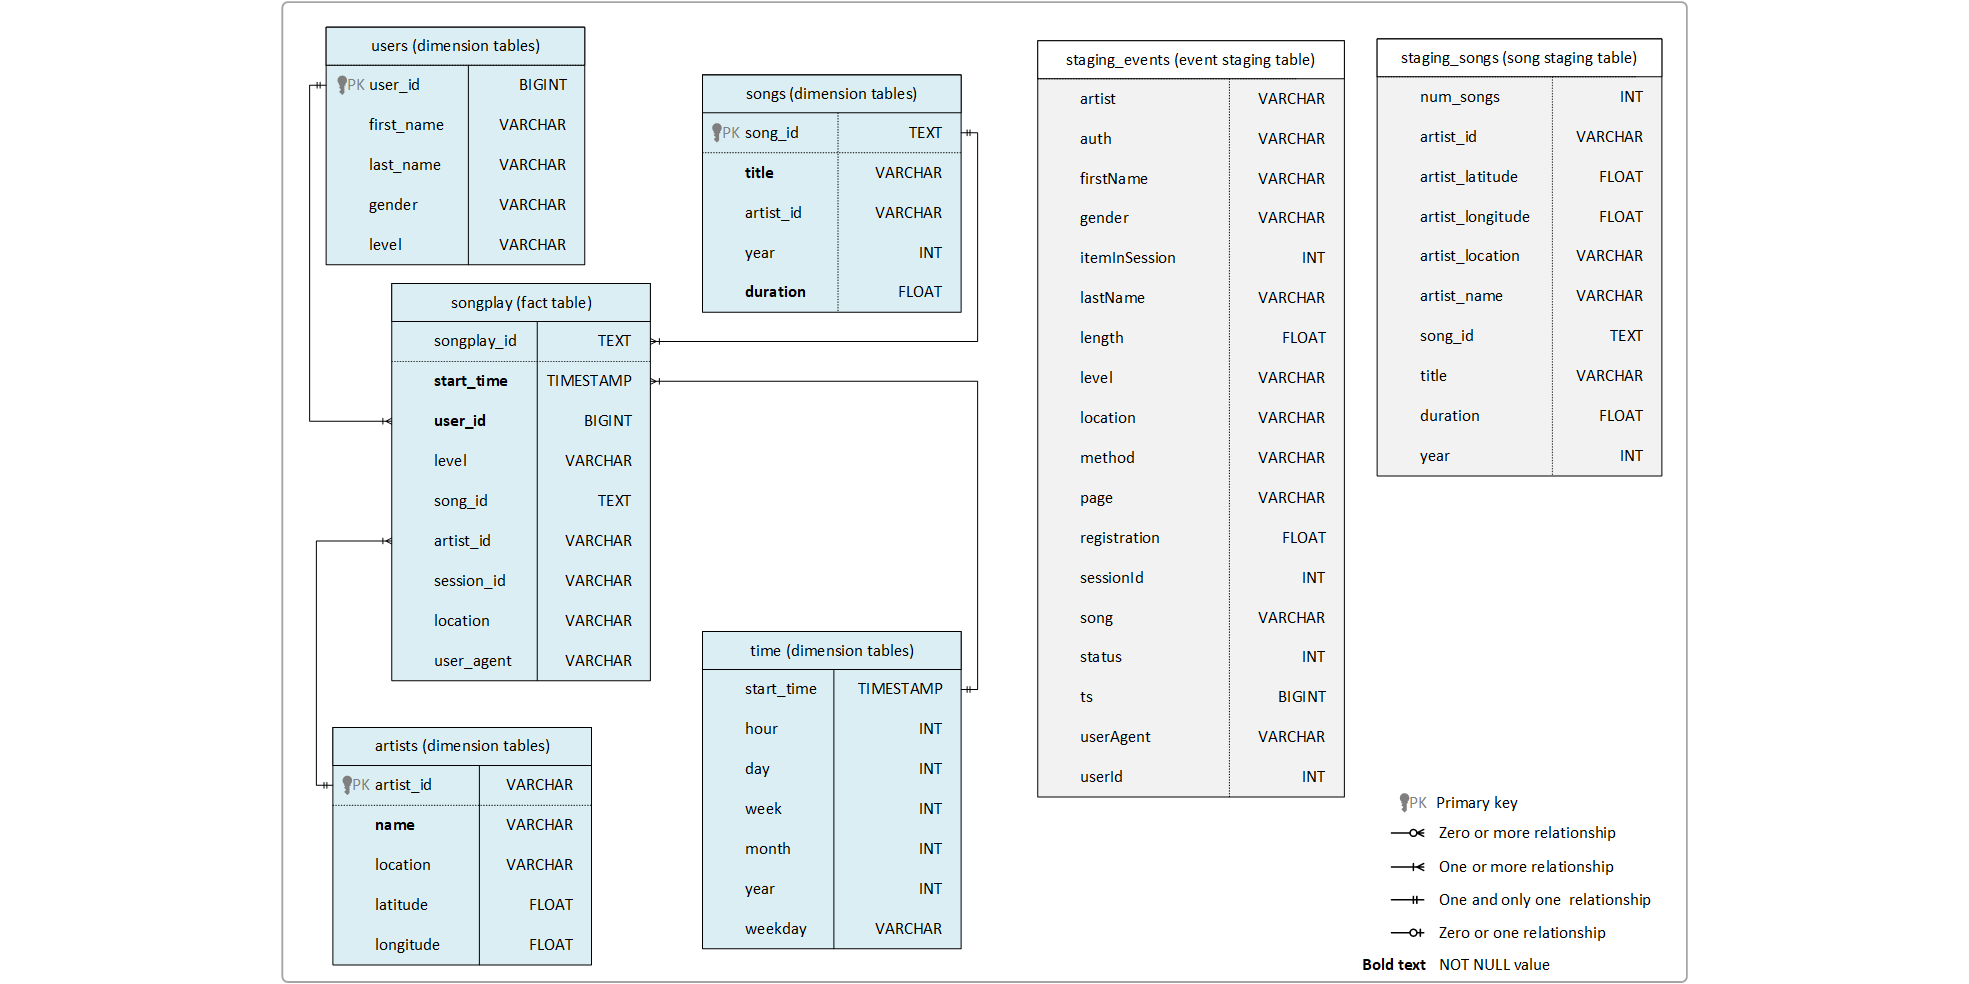 users (dimension tables)
PK user_id BIGINT
first_name VARCHAR
last_name VARCHAR
gender VARCHAR
level VARCHAR
songplay (fact table)
songplay_id TEXT
start_time TIMESTAMP
user_id BIGINT
level VARCHAR
song_id TEXT
artist_id VARCHAR
session_id VARCHAR
location VARCHAR
user_agent VARCHAR
artists (dimension tables)
PK artist_id VARCHAR
name VARCHAR
location VARCHAR
latitude FLOAT
longitude FLOAT
songs (dimension tables)
PK song_id TEXT
title VARCHAR
artist_id VARCHAR
year INT
duration FLOAT
time (dimension tables)
start_time TIMESTAMP
hour INT
day INT
week INT
month INT
year INT
weekday VARCHAR
staging_events (event staging table)
artist VARCHAR
auth VARCHAR
firstName VARCHAR
gender VARCHAR
itemInSession INT
lastName VARCHAR
length FLOAT
level VARCHAR
location VARCHAR
method VARCHAR
page VARCHAR
registration FLOAT
sessionId INT
song VARCHAR
status INT
ts BIGINT
userAgent VARCHAR
userId INT
staging_songs (song staging table)
num_songs INT
artist_id VARCHAR
artist_latitude FLOAT
artist_longitude FLOAT
artist_location VARCHAR
artist_name VARCHAR
song_id TEXT
title VARCHAR
duration FLOAT
year INT
PK Primary key
Zero or more relationship
One or more relationship
One and only one relationship
Zero or one relationship
Bold text NOT NULL value